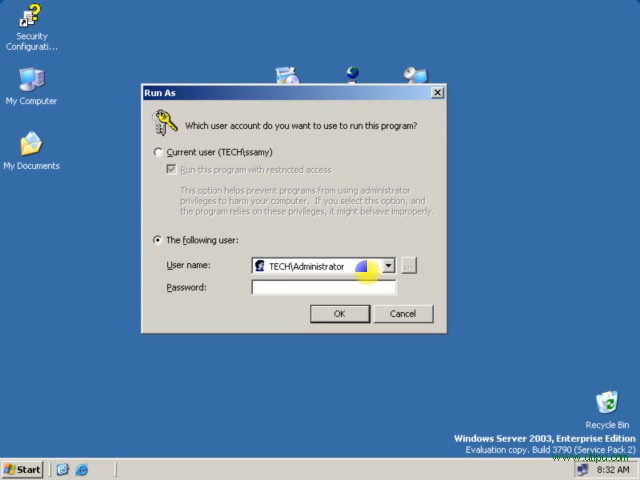 Security
Configurati...
My Computer
My Documents
Run As
Which user account do you want to use to run this program?
Current user (TECH\ssamy)
Run this program with restricted access
This option helps prevent programs from using administrator
privileges to harm your computer. If you select this option, and
the program relies on these privileges, it might behave improperly.
The following user:
User name:
TECH\Administrator
...
Password:
OK
Cancel
Recycle Bin
Windows Server 2003, Enterprise Edition
Evaluation copy. Build 3790 (Service Pack 2)
Start
8:32 AM